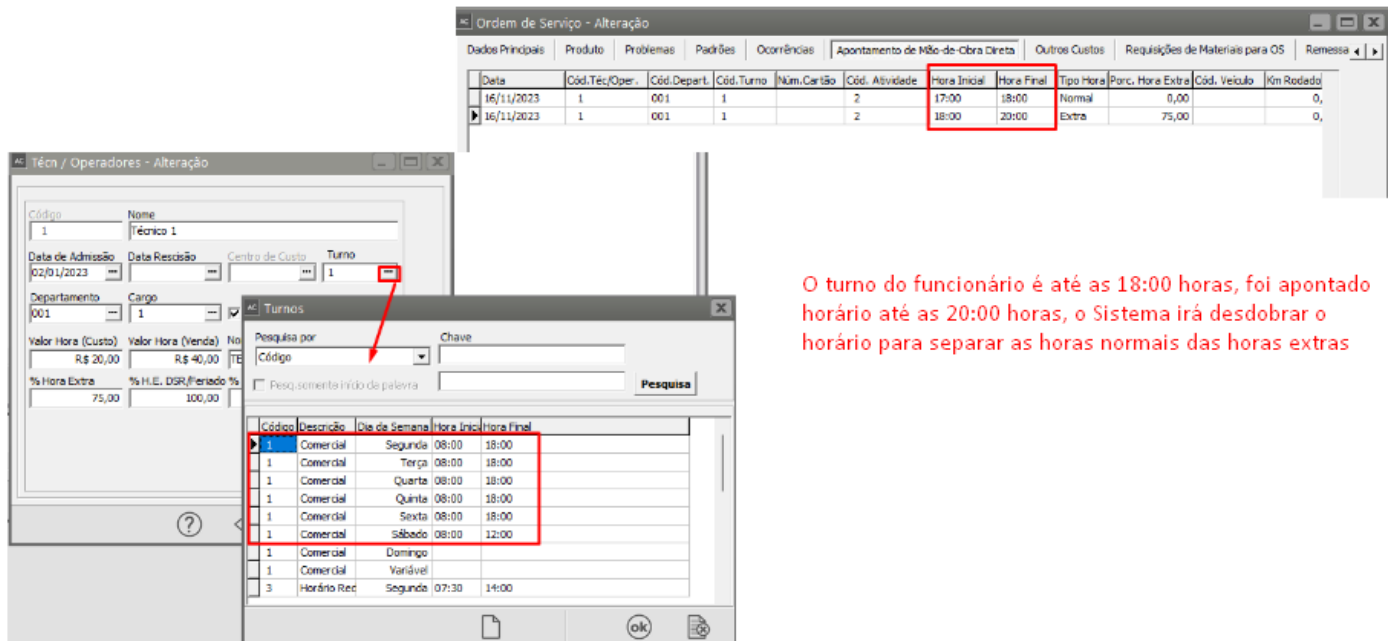 Ordem de Serviço - Alteração
Dados Principais Produto Problemas Padrões Ocorrências Apontamento de Mão-de-Obra Direta Outros Custos Requisições de Materiais para OS Remessa
Data Cód.Téc/Oper. Cód.Depart. Cód.Turno Núm.Cartão Cód. Atividade Hora Inicial Hora Final Tipo Hora Porc. Hora Extra Cód. Veículo Km Rodado
16/11/2023 1 001 1 2 17:00 18:00 Normal 0,00 0,
16/11/2023 1 001 1 2 18:00 20:00 Extra 75,00 0,
Técn / Operadores - Alteração
Código Nome
1 Técnico 1
Data de Admissão Data Rescisão Centro de Custo Turno
02/01/2023 1
Departamento Cargo
001 1
Valor Hora (Custo) Valor Hora (Venda) No
R$ 20,00 R$ 40,00 TE
% Hora Extra % H.E. DSR/Feriado %
75,00 100,00
Turnos
Pesquisa por Chave
Código
Pesq.somente início da palavra Pesquisa
Código Descrição Dia da Semana Hora Inici Hora Final
1 Comercial Segunda 08:00 18:00
1 Comercial Terça 08:00 18:00
1 Comercial Quarta 08:00 18:00
1 Comercial Quinta 08:00 18:00
1 Comercial Sexta 08:00 18:00
1 Comercial Sábado 08:00 12:00
1 Comercial Domingo
1 Comercial Variável
3 Horário Red Segunda 07:30 14:00
ok
O turno do funcionário é até as 18:00 horas, foi apontado
horário até as 20:00 horas, o Sistema irá desdobrar o
horário para separar as horas normais das horas extras